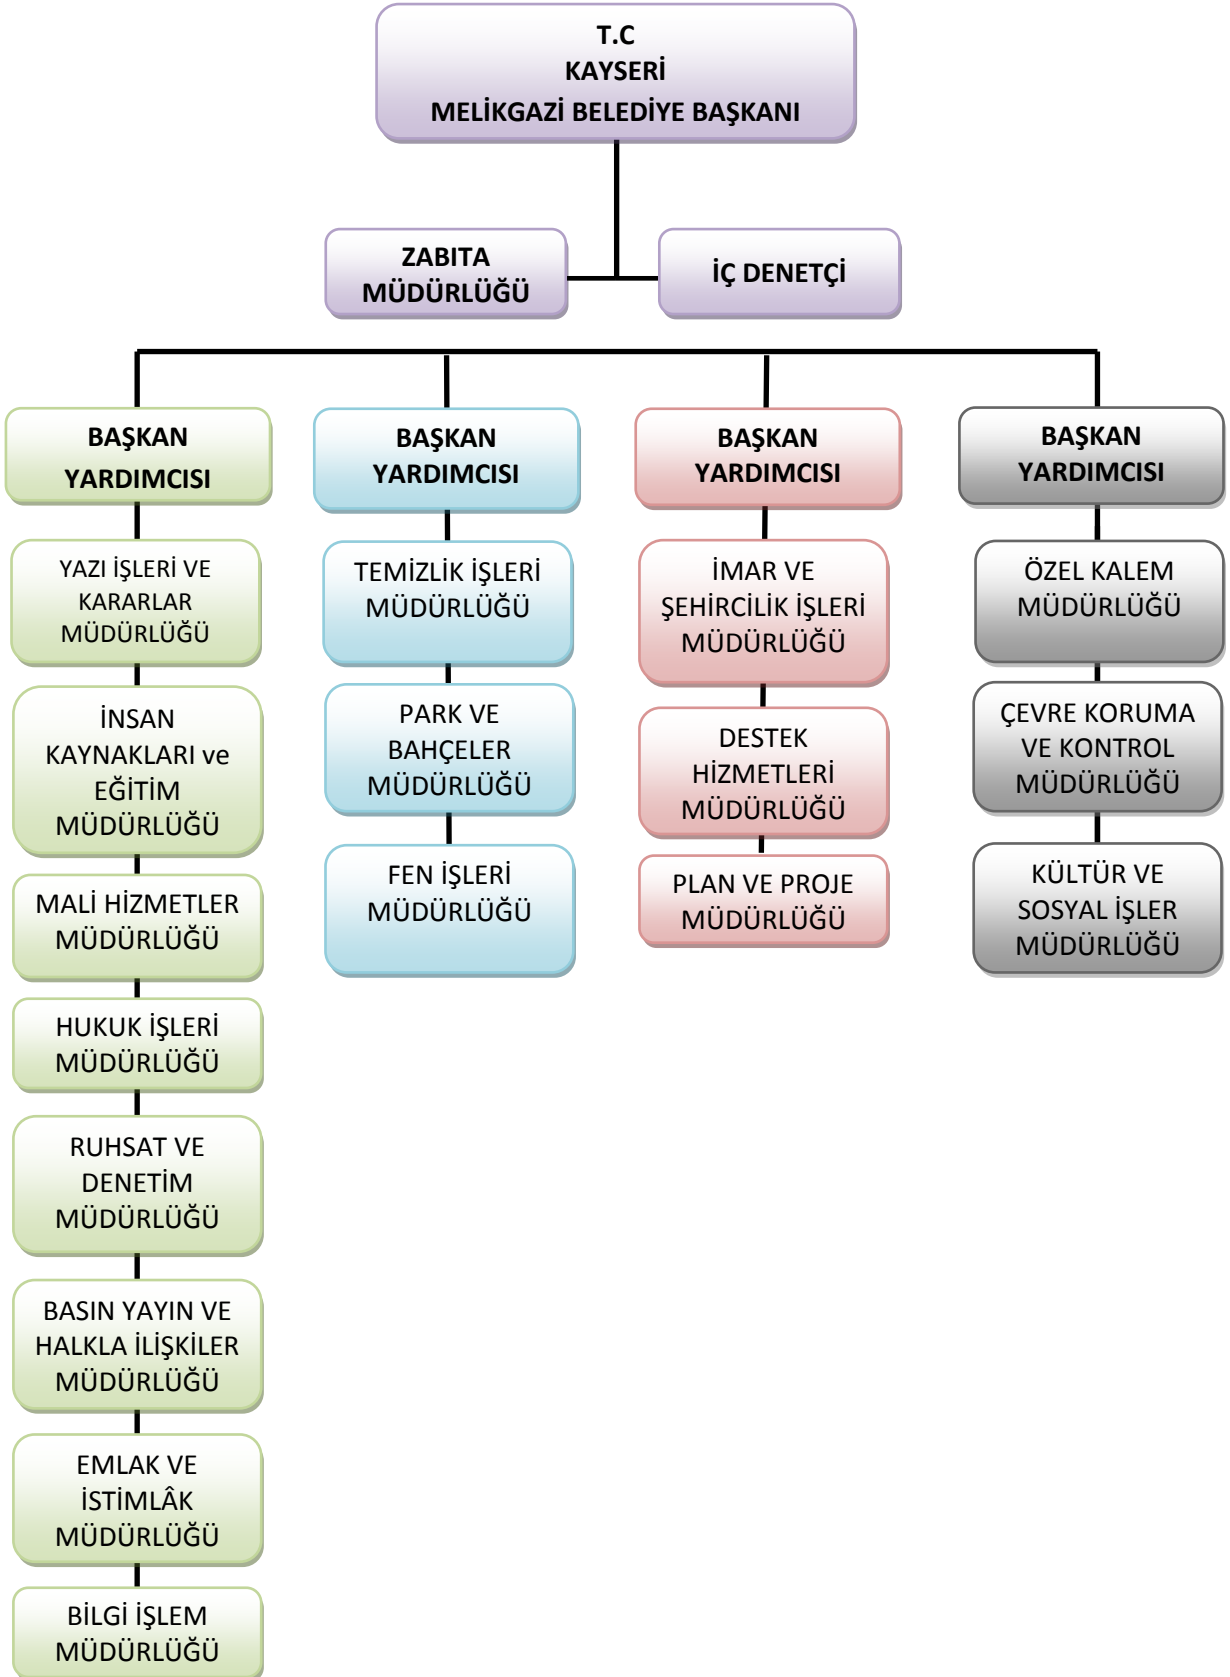 T.C
KAYSERİ
MELİKGAZİ BELEDİYE BAŞKANI
ZABITA
MÜDÜRLÜĞÜ
İÇ DENETÇİ
BAŞKAN
YARDIMCISI
YAZI İŞLERİ VE
KARARLAR
MÜDÜRLÜĞÜ
İNSAN
KAYNAKLARI ve
EĞİTİM
MÜDÜRLÜĞÜ
MALİ HİZMETLER
MÜDÜRLÜĞÜ
HUKUK İŞLERİ
MÜDÜRLÜĞÜ
RUHSAT VE
DENETİM
MÜDÜRLÜĞÜ
BASIN YAYIN VE
HALKLA İLİŞKİLER
MÜDÜRLÜĞÜ
EMLAK VE
İSTİMLÂK
MÜDÜRLÜĞÜ
BİLGİ İŞLEM
MÜDÜRLÜĞÜ
BAŞKAN
YARDIMCISI
TEMİZLİK İŞLERİ
MÜDÜRLÜĞÜ
PARK VE
BAHÇELER
MÜDÜRLÜĞÜ
FEN İŞLERİ
MÜDÜRLÜĞÜ
BAŞKAN
YARDIMCISI
İMAR VE
ŞEHİRCİLİK İŞLERİ
MÜDÜRLÜĞÜ
DESTEK
HİZMETLERİ
MÜDÜRLÜĞÜ
PLAN VE PROJE
MÜDÜRLÜĞÜ
BAŞKAN
YARDIMCISI
ÖZEL KALEM
MÜDÜRLÜĞÜ
ÇEVRE KORUMA
VE KONTROL
MÜDÜRLÜĞÜ
KÜLTÜR VE
SOSYAL İŞLER
MÜDÜRLÜĞÜ